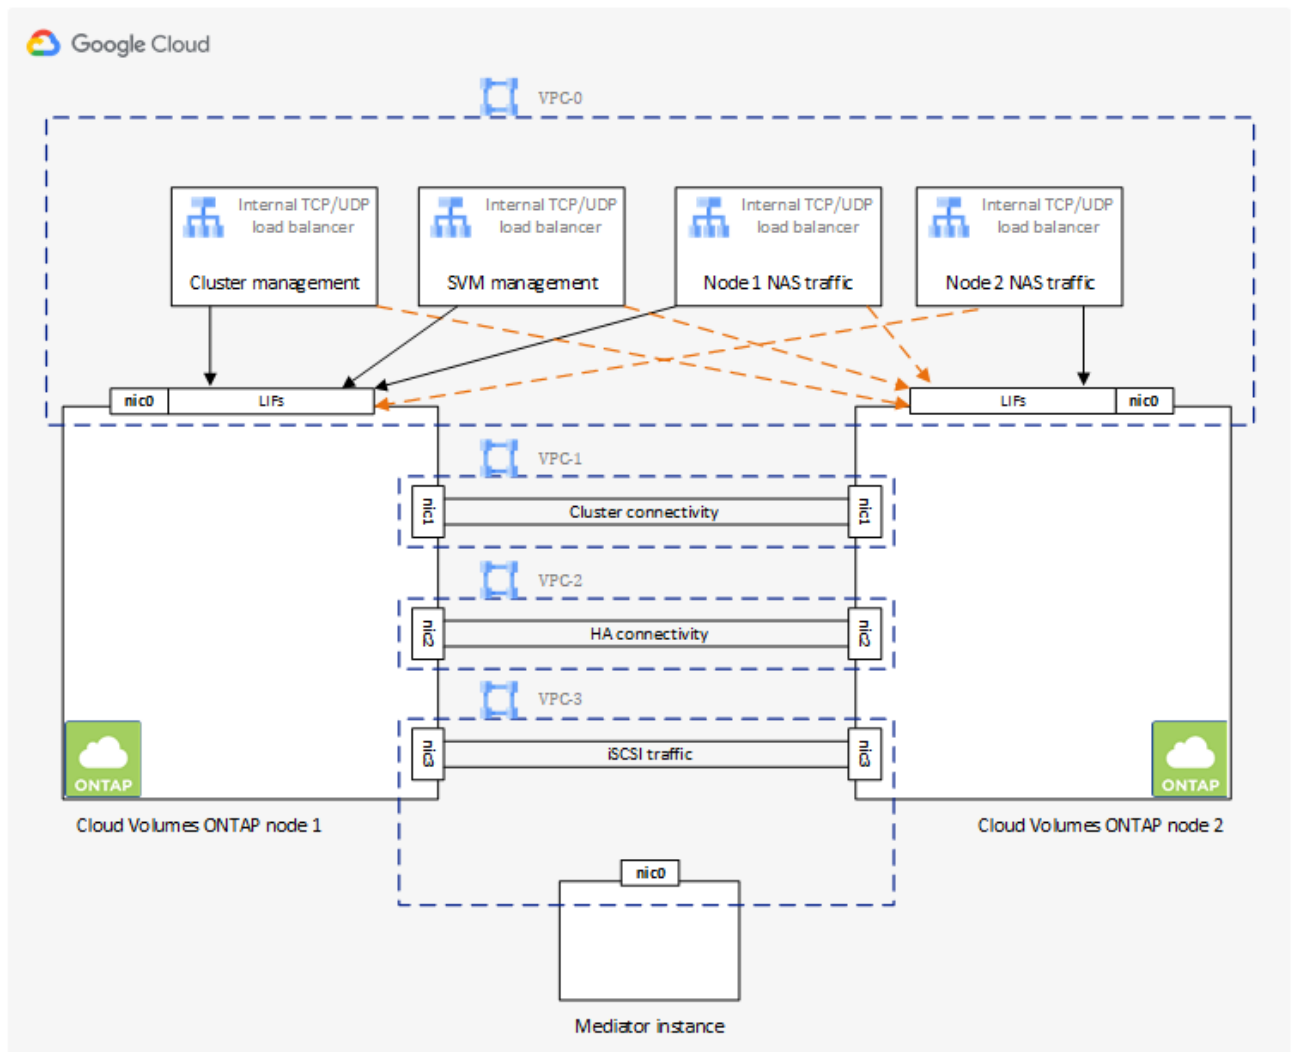 Google Cloud
VPC-0
Internal TCP/UDP
load balancer
Cluster management
Internal TCP/UDP
load balancer
SVM management
Internal TCP/UDP
load balancer
Node 1 NAS traffic
Internal TCP/UDP
load balancer
Node 2 NAS traffic
nic0
LIFs
LIFs
nic0
VPC-1
nic1
Cluster connectivity
nic1
VPC-2
nic2
HA connectivity
nic2
VPC-3
nic3
iSCSI traffic
nic3
ONTAP
ONTAP
Cloud Volumes ONTAP node 1
Cloud Volumes ONTAP node 2
nic0
Mediator instance